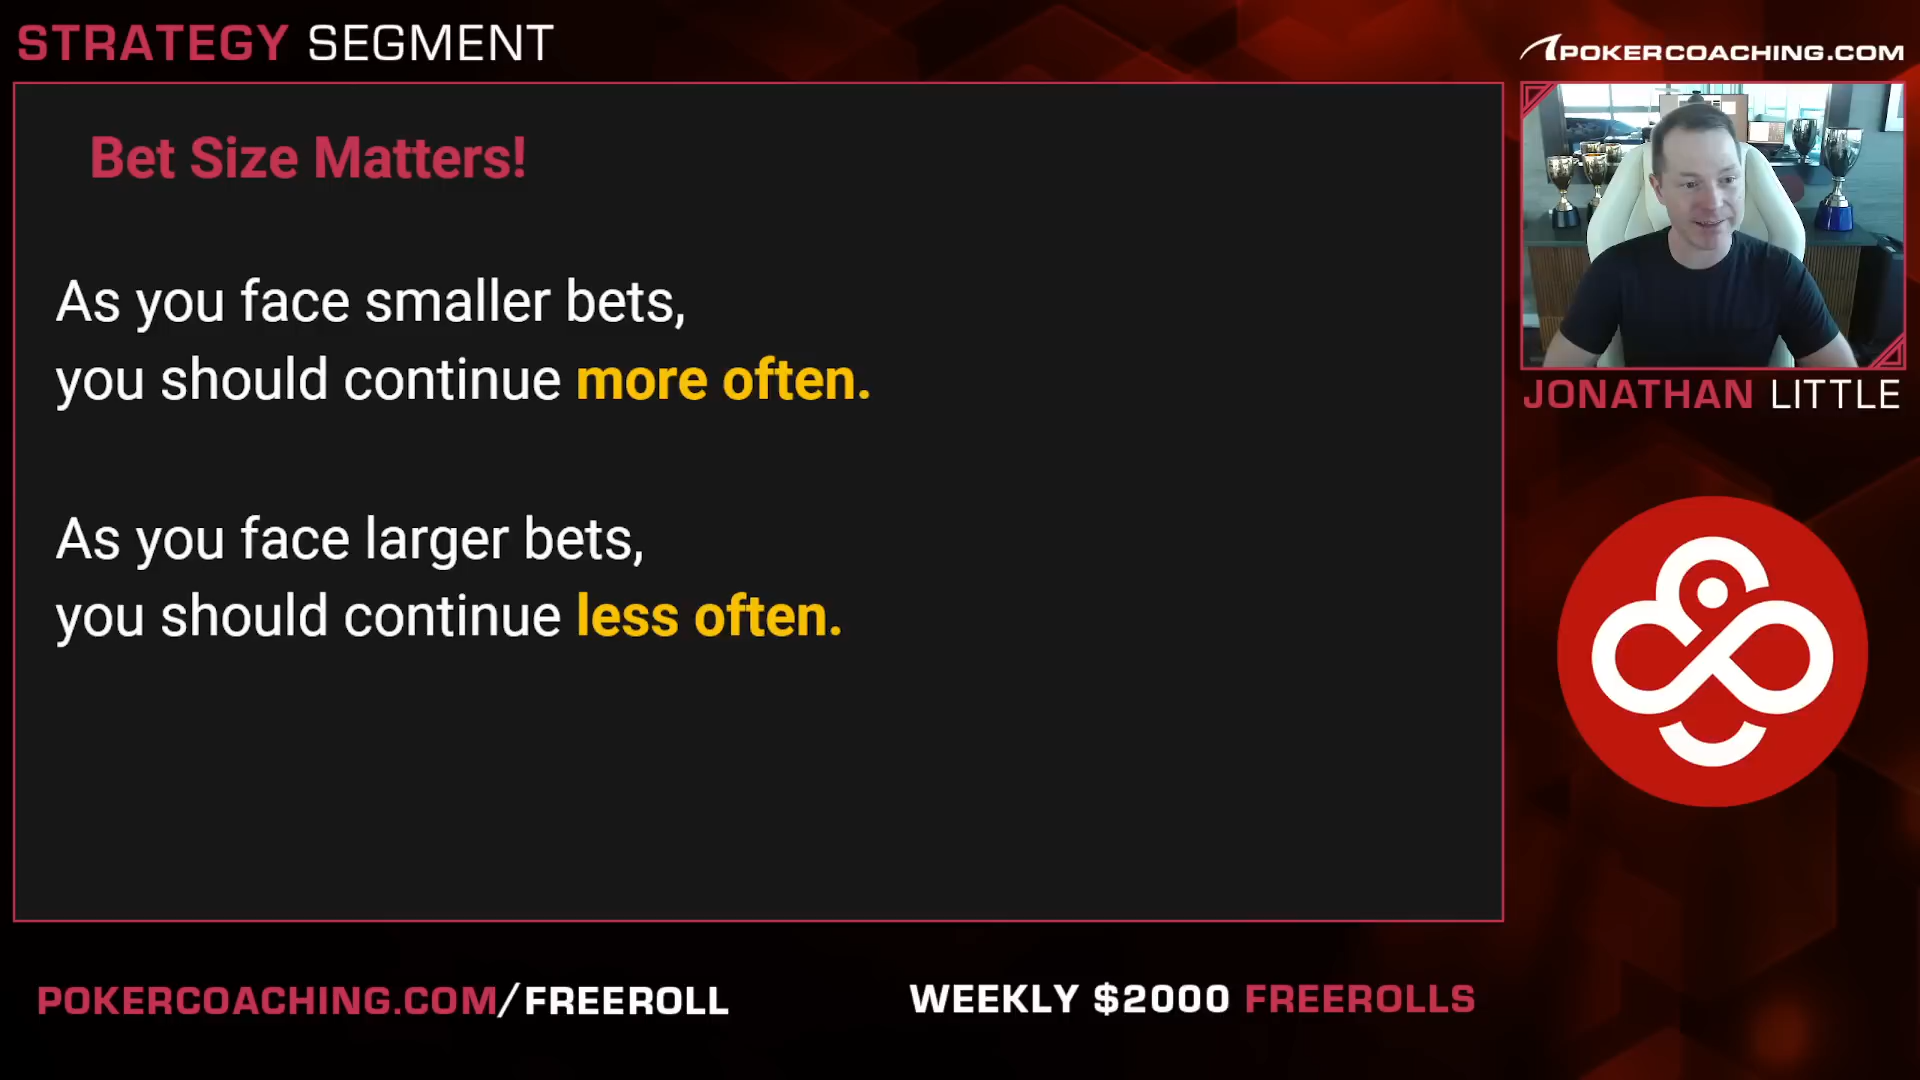 STRATEGY SEGMENT
POKERCOACHING.COM
Bet Size Matters!
As you face smaller bets,
you should continue more often.
As you face larger bets,
you should continue less often.
JONATHAN LITTLE
POKERCOACHING.COM/FREEROLL
WEEKLY $2000 FREEROLLS